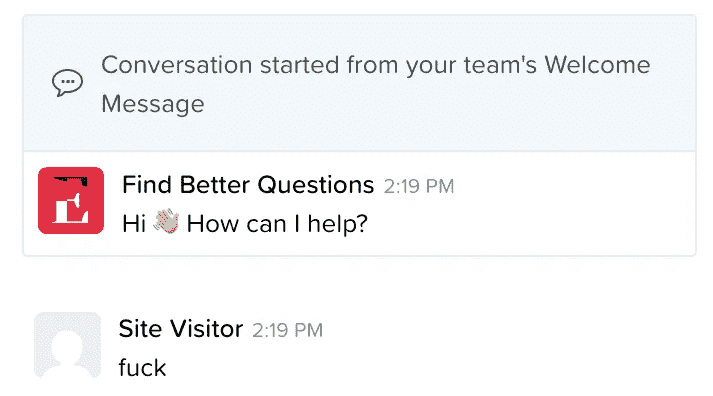 Conversation started from your team's Welcome
Message
Find Better Questions 2:19 PM
Hi 👋 How can I help?
Site Visitor 2:19 PM
fuck